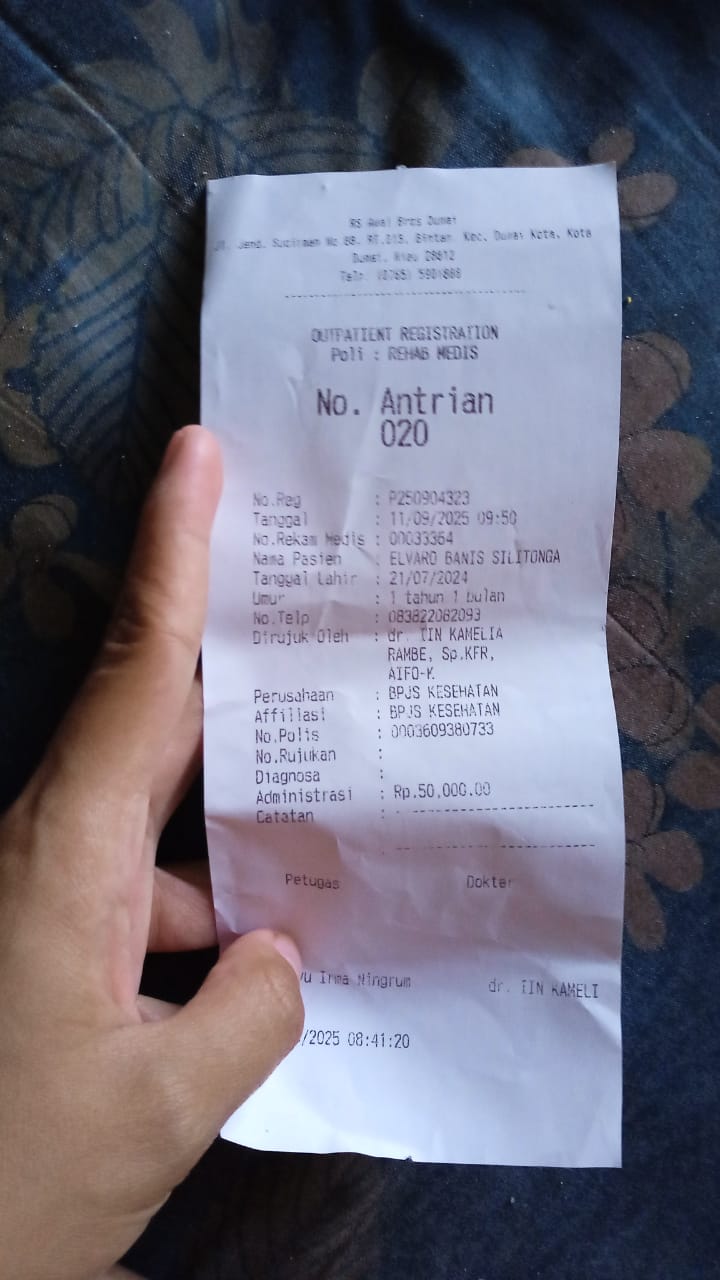 RS Awal Bros Dumai
Jl. Jend. Sudirman No 88. RT.015. Bintan. Kec. Dumai Kota. Kota
Dumai. Riau 28812
Telp. (0765) 5901888
OUTPATIENT REGISTRATION
Poli : REHAB MEDIS
No. Antrian
020
No.Reg : P250904323
Tanggal : 11/09/2025 09:50
No.Rekam Medis : 00033364
Nama Pasien : ELVARO BANIS SILITONGA
Tanggal Lahir : 21/07/2024
Umur : 1 tahun 1 bulan
No.Telp : 083822082093
Dirujuk Oleh : dr. IIN KAMELIA
RAMBE, Sp.KFR,
AIFO-K
Perusahaan : BPJS KESEHATAN
Affiliasi : BPJS KESEHATAN
No.Polis : 0003609380733
No.Rujukan :
Diagnosa :
Administrasi : Rp.50,000.00
Catatan :
Petugas Dokter
Irma Ningrum dr. IIN KAMELI
/2025 08:41:20